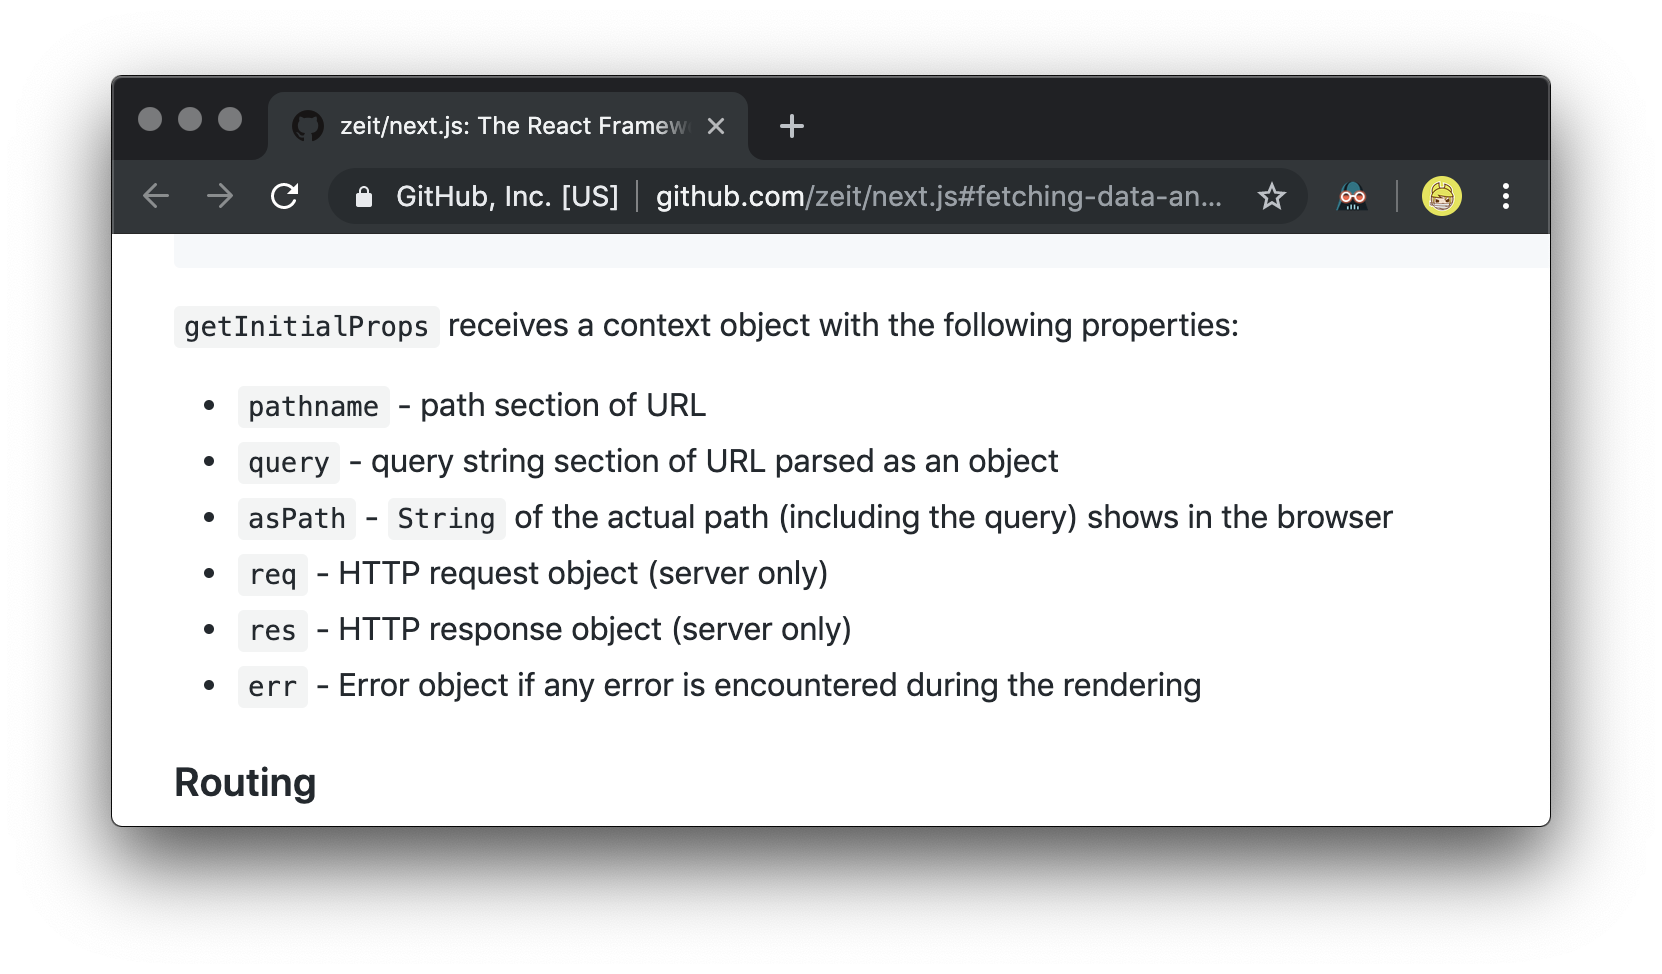 zeit/next.js: The React Framew
GitHub, Inc. [US] github.com/zeit/next.js#fetching-data-an...
getInitialProps receives a context object with the following properties:
• pathname - path section of URL
• query - query string section of URL parsed as an object
• asPath - String of the actual path (including the query) shows in the browser
• req - HTTP request object (server only)
• res - HTTP response object (server only)
• err - Error object if any error is encountered during the rendering
Routing